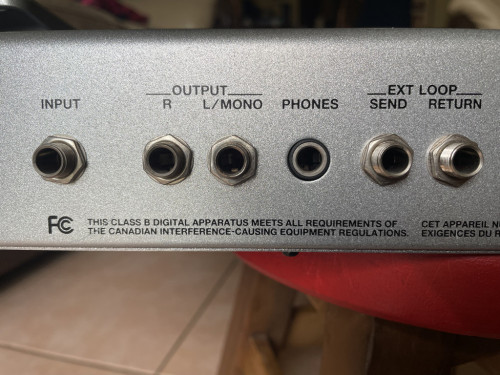 OUTPUT EXT LOOP
INPUT R L/MONO PHONES SEND RETURN
FC THIS CLASS B DIGITAL APPARATUS MEETS ALL REQUIREMENTS OF
THE CANADIAN INTERFERENCE-CAUSING EQUIPMENT REGULATIONS.
CET APPAREIL
EXIGENCES DU